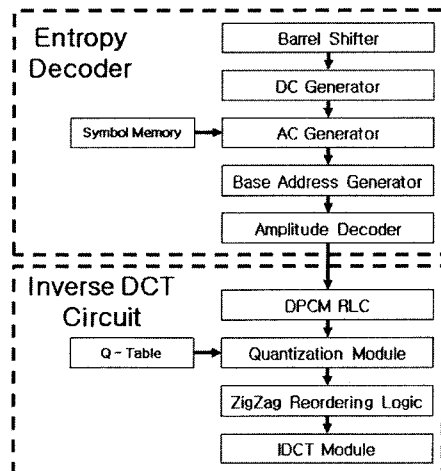 Entropy
Decoder
Barrel Shifter
DC Generator
Symbol Memory
AC Generator
Base Address Generator
Amplitude Decoder
Inverse DCT
Circuit
DPCM RLC
Q - Table
Quantization Module
ZigZag Reordering Logic
IDCT Module